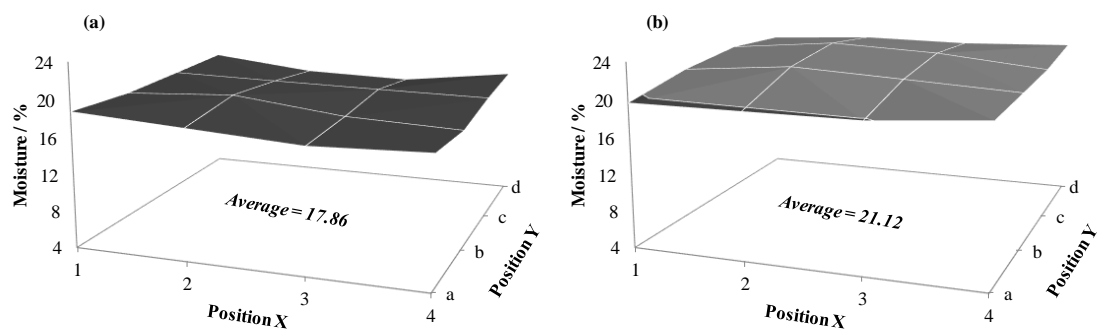 (a)
24
20
16
12
8
4
Moisture / %
1
2
3
4
Position X
a
b
c
d
Position Y
Average = 17.86
(b)
24
20
16
12
8
4
Moisture / %
1
2
3
4
Position X
a
b
c
d
Position Y
Average = 21.12